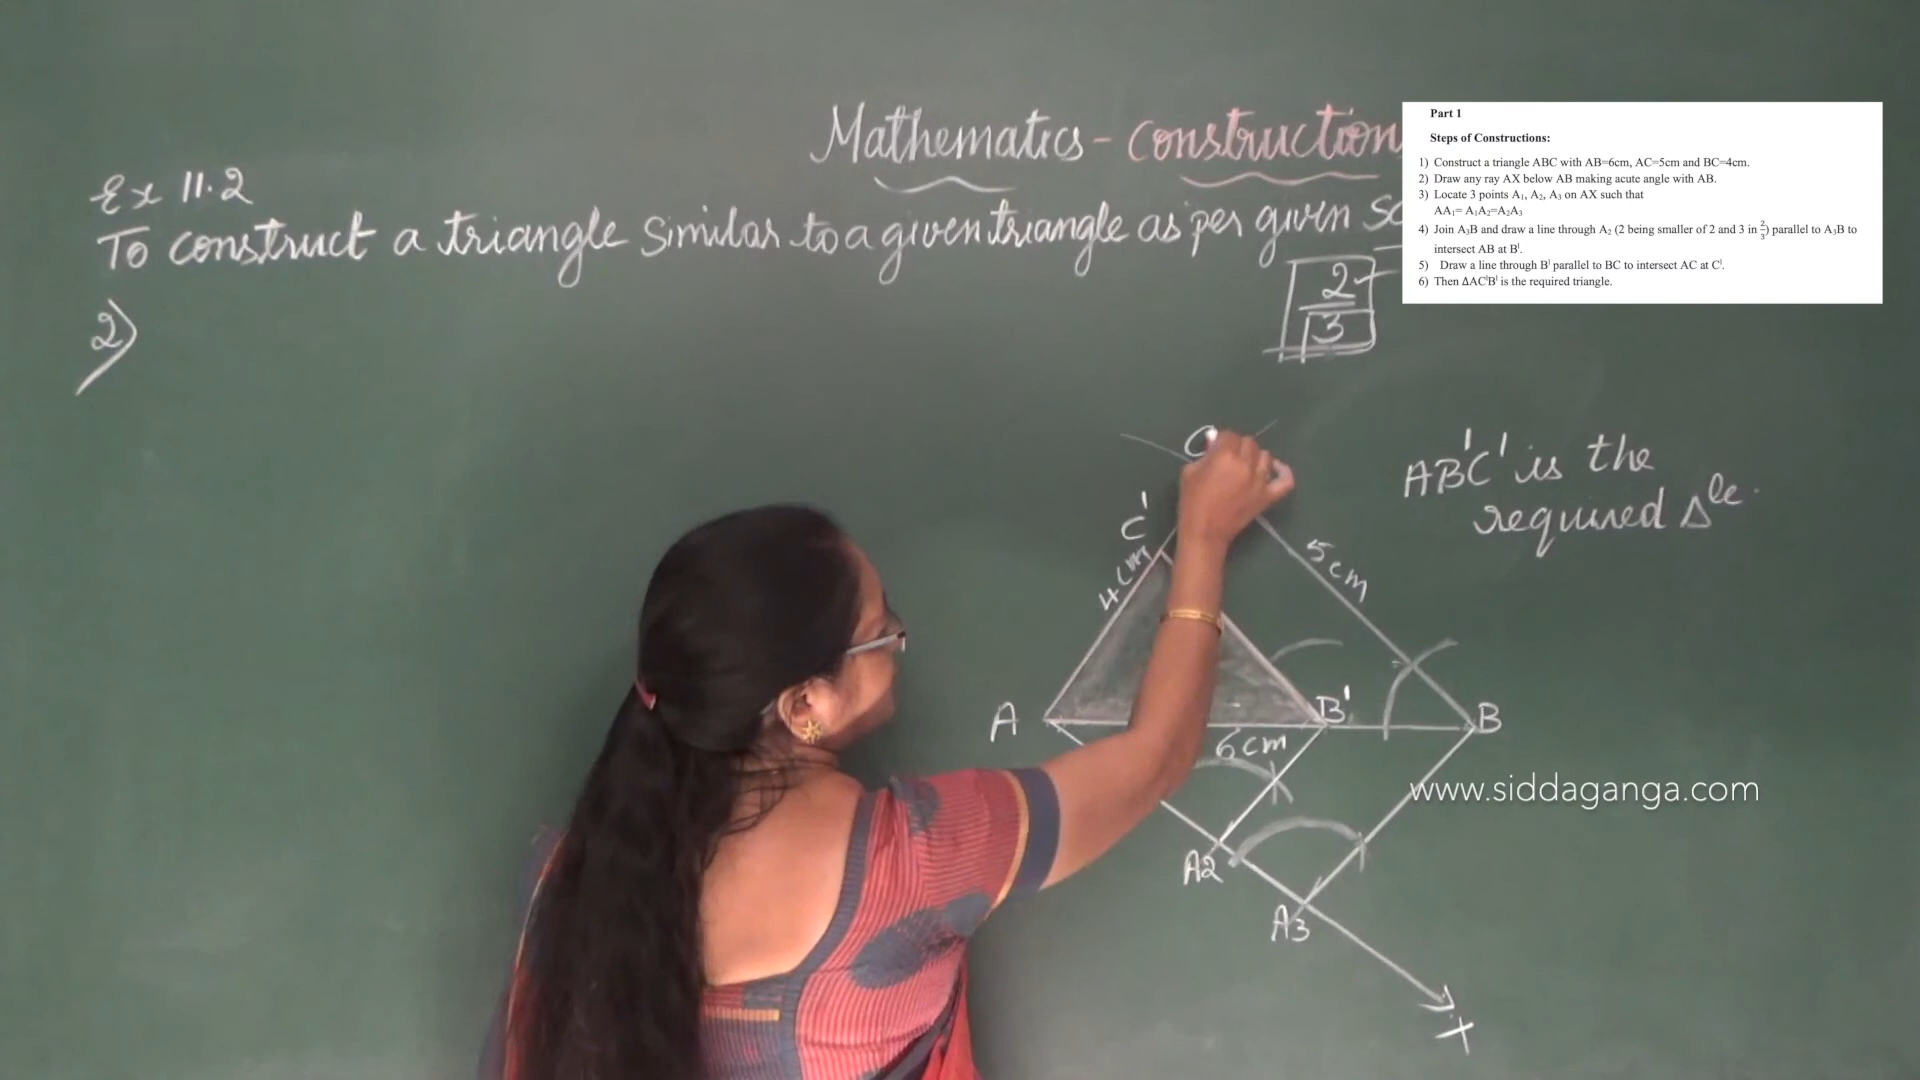 Mathematics - Construction
Ex 11.2
To construct a triangle similar to a given triangle as per given
2)
2
3
Part 1
Steps of Constructions:
1) Construct a triangle ABC with AB=6cm, AC=5cm and BC=4cm.
2) Draw any ray AX below AB making acute angle with AB.
3) Locate 3 points A₁, A₂, A₃ on AX such that
AA₁= A₁A₂=A₂A₃
4) Join A₃B and draw a line through A₂ (2 being smaller of 2 and 3 in 2/3) parallel to A₃B to
intersect AB at Bᴵ.
5) Draw a line through Bᴵ parallel to BC to intersect AC at Cᴵ.
6) Then ΔACᴵBᴵ is the required triangle.
C
AB'C' is the
required Δle.
C'
4cm
5cm
A
B'
B
6cm
www.siddaganga.com
A2
A3
X